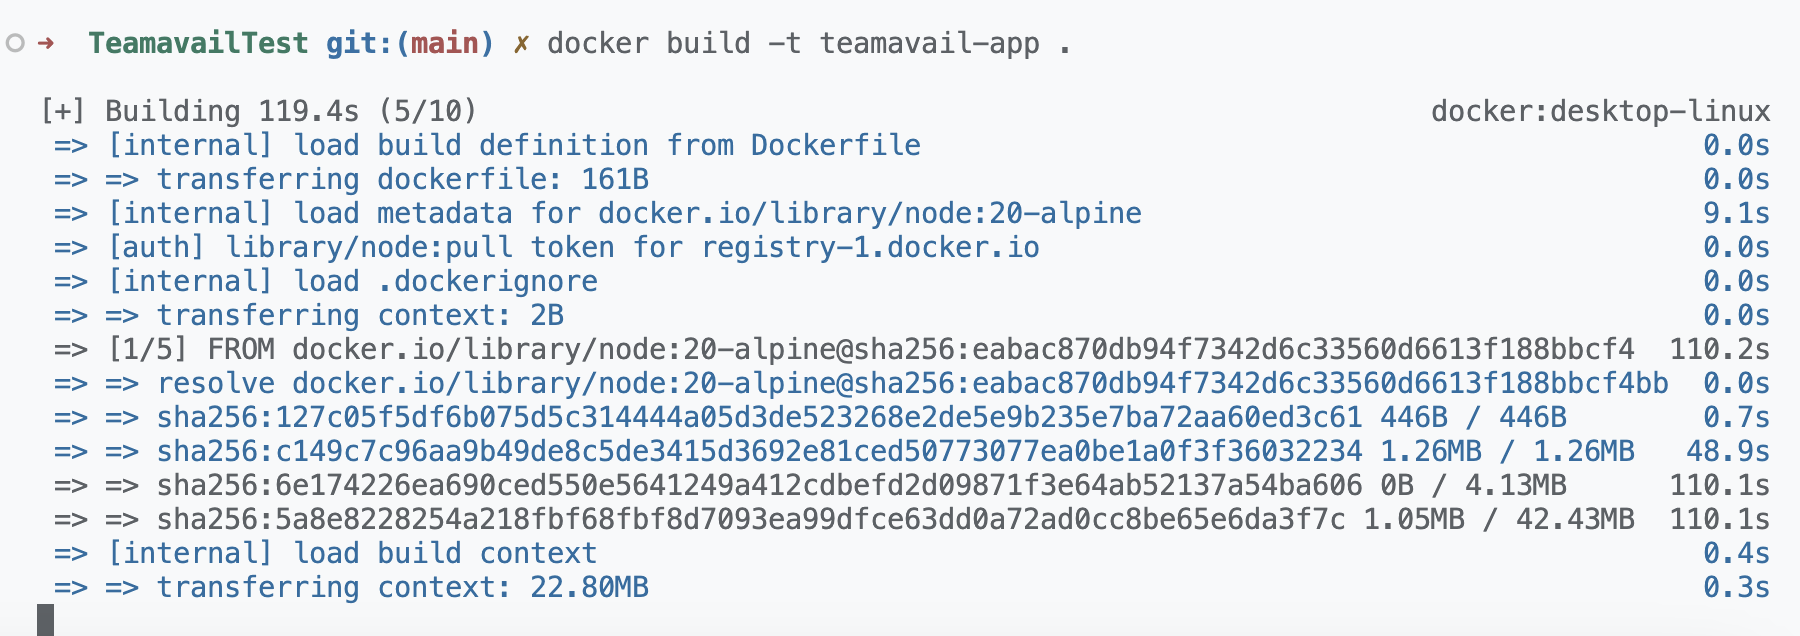 ➜ TeamavailTest git:(main) ✗ docker build -t teamavail-app .
[+] Building 119.4s (5/10) docker:desktop-linux
=> [internal] load build definition from Dockerfile 0.0s
=> => transferring dockerfile: 161B 0.0s
=> [internal] load metadata for docker.io/library/node:20-alpine 9.1s
=> [auth] library/node:pull token for registry-1.docker.io 0.0s
=> [internal] load .dockerignore 0.0s
=> => transferring context: 2B 0.0s
=> [1/5] FROM docker.io/library/node:20-alpine@sha256:eabac870db94f7342d6c33560d6613f188bbcf4 110.2s
=> => resolve docker.io/library/node:20-alpine@sha256:eabac870db94f7342d6c33560d6613f188bbcf4bb 0.0s
=> => sha256:127c05f5df6b075d5c314444a05d3de523268e2de5e9b235e7ba72aa60ed3c61 446B / 446B 0.7s
=> => sha256:c149c7c96aa9b49de8c5de3415d3692e81ced50773077ea0be1a0f3f36032234 1.26MB / 1.26MB 48.9s
=> => sha256:6e174226ea690ced550e5641249a412cdbefd2d09871f3e64ab52137a54ba606 0B / 4.13MB 110.1s
=> => sha256:5a8e8228254a218fbf68fbf8d7093ea99dfce63dd0a72ad0cc8be65e6da3f7c 1.05MB / 42.43MB 110.1s
=> [internal] load build context 0.4s
=> => transferring context: 22.80MB 0.3s